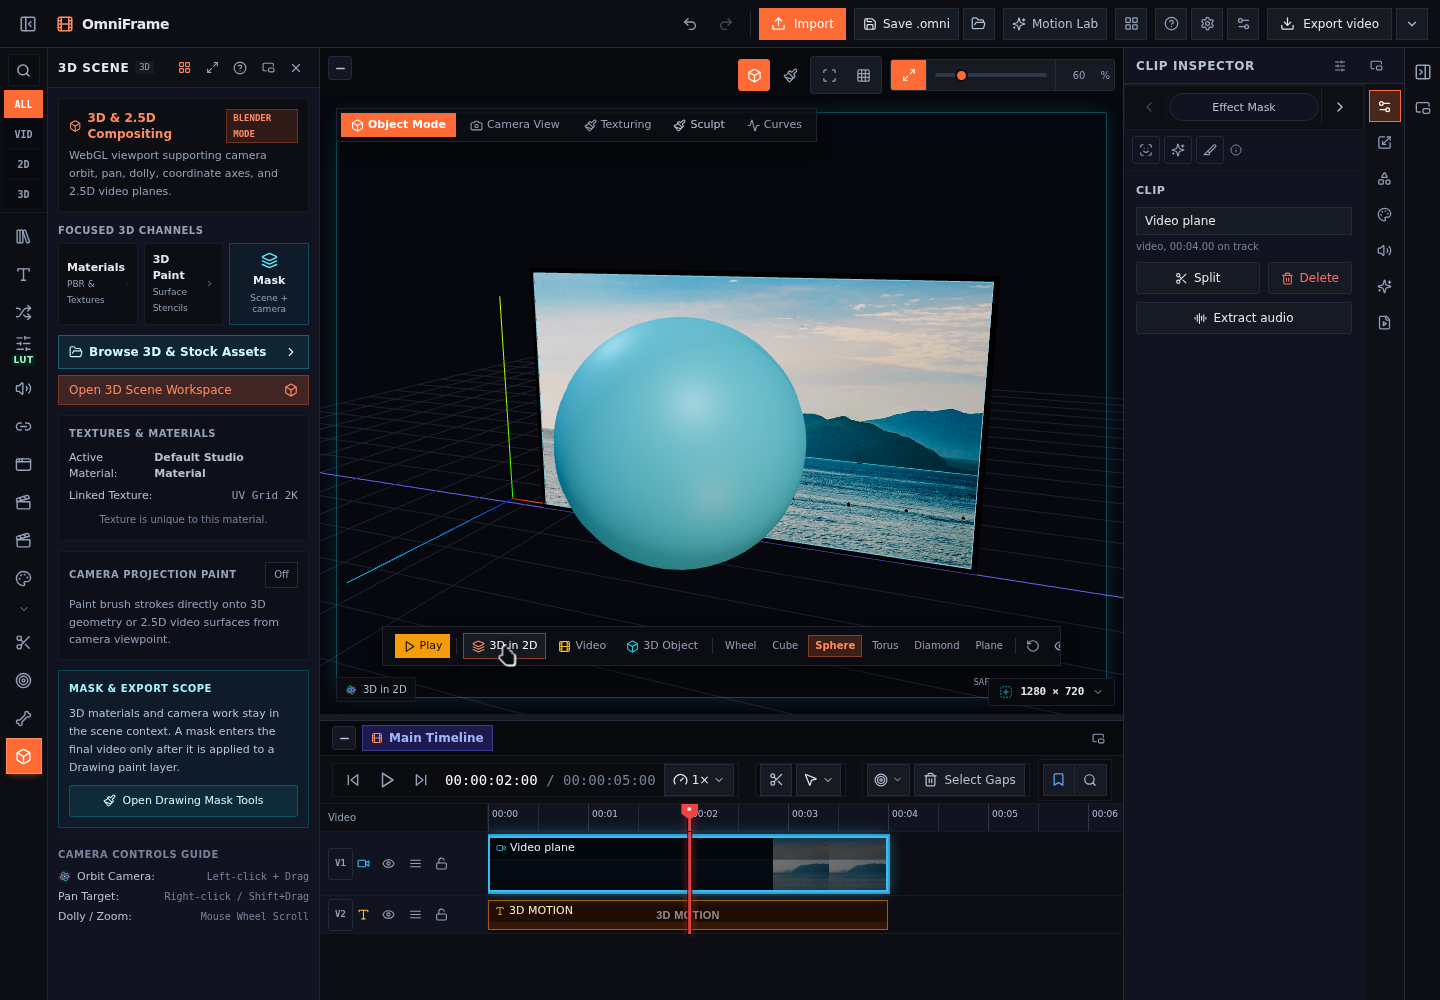 OmniFrame
Import
Save .omni
Motion Lab
Export video
3D SCENE 3D
ALL
VID
2D
3D
LUT
3D & 2.5D Compositing
BLENDER MODE
WebGL viewport supporting camera
orbit, pan, dolly, coordinate axes, and
2.5D video planes.
FOCUSED 3D CHANNELS
Materials
PBR &
Textures
3D
Paint
Surface
Stencils
Mask
Scene +
camera
Browse 3D & Stock Assets
Open 3D Scene Workspace
TEXTURES & MATERIALS
Active Material: Default Studio Material
Linked Texture: UV Grid 2K
Texture is unique to this material.
CAMERA PROJECTION PAINT Off
Paint brush strokes directly onto 3D
geometry or 2.5D video surfaces from
camera viewpoint.
MASK & EXPORT SCOPE
3D materials and camera work stay in
the scene context. A mask enters the
final video only after it is applied to a
Drawing paint layer.
Open Drawing Mask Tools
CAMERA CONTROLS GUIDE
Orbit Camera: Left-click + Drag
Pan Target: Right-click / Shift+Drag
Dolly / Zoom: Mouse Wheel Scroll
60 %
Object Mode Camera View Texturing Sculpt Curves
Play 3D in 2D Video 3D Object Wheel Cube Sphere Torus Diamond Plane
3D in 2D
1280 × 720
Main Timeline
00:00:02:00 / 00:00:05:00 1× Select Gaps
Video 00:00 00:01 00:02 00:03 00:04 00:05 00:06
V1 Video plane
V2 3D MOTION 3D MOTION
CLIP INSPECTOR
Effect Mask
CLIP
Video plane
video, 00:04.00 on track
Split Delete
Extract audio